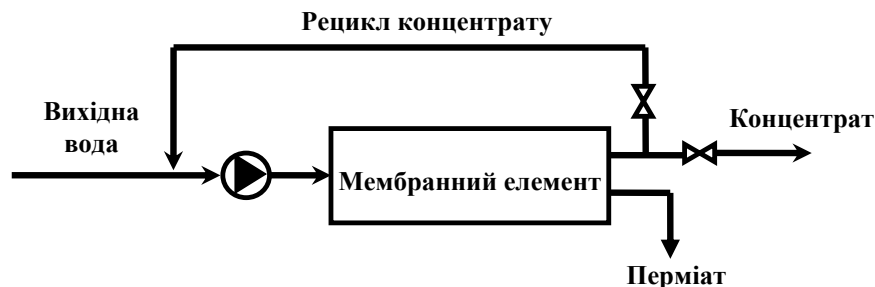 Рецикл концентрату
Вихідна
вода
Концентрат
Мембранний елемент
Перміат